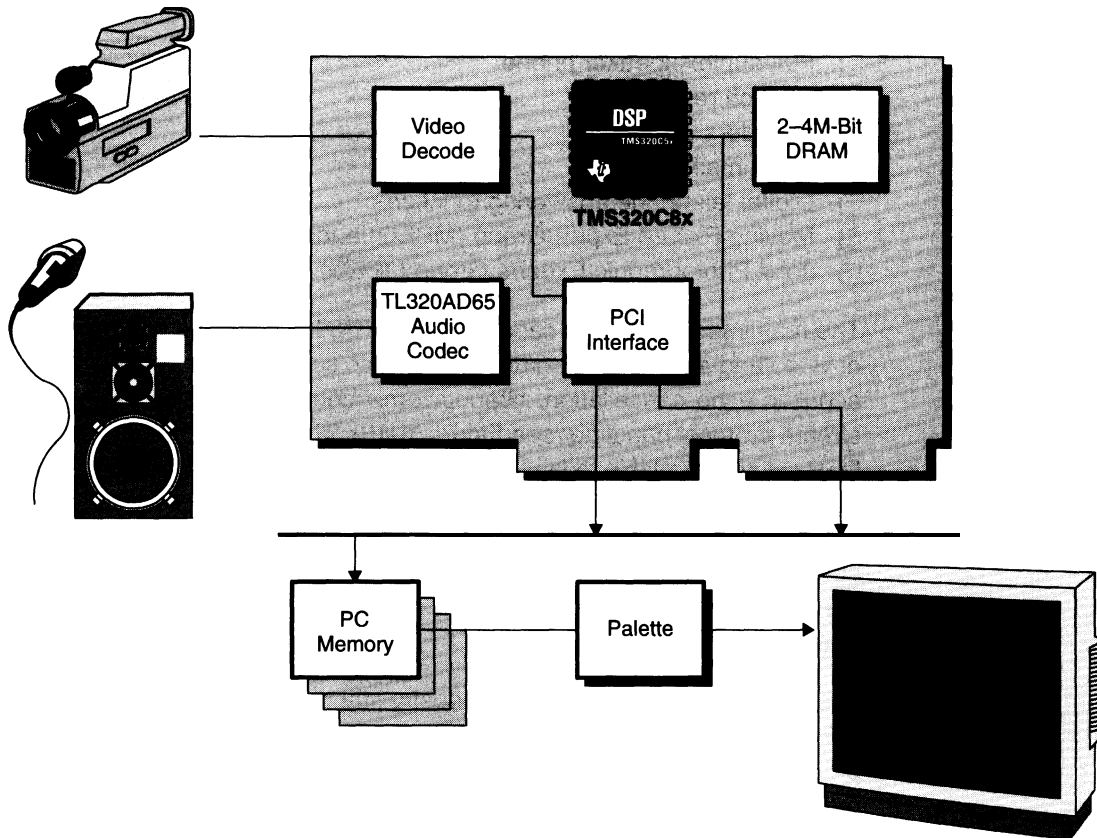 Video
Decode
DSP
TMS320C5x
TMS320C8x
2–4M-Bit
DRAM
TL320AD65
Audio
Codec
PCI
Interface
PC
Memory
Palette